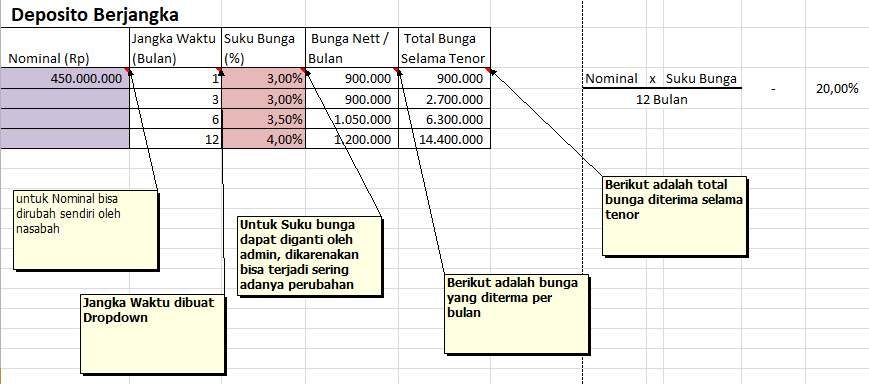 Deposito Berjangka
Jangka Waktu Suku Bunga Bunga Nett / Total Bunga
Nominal (Rp) (Bulan) (%) Bulan Selama Tenor
450.000.000 1 3,00% 900.000 900.000
3 3,00% 900.000 2.700.000
6 3,50% 1.050.000 6.300.000
12 4,00% 1.200.000 14.400.000
Nominal x Suku Bunga
12 Bulan
- 20,00%
untuk Nominal bisa
dirubah sendiri oleh
nasabah
Jangka Waktu dibuat
Dropdown
Untuk Suku bunga
dapat diganti oleh
admin, dikarenakan
bisa terjadi sering
adanya perubahan
Berikut adalah bunga
yang diterma per
bulan
Berikut adalah total
bunga diterima selama
tenor